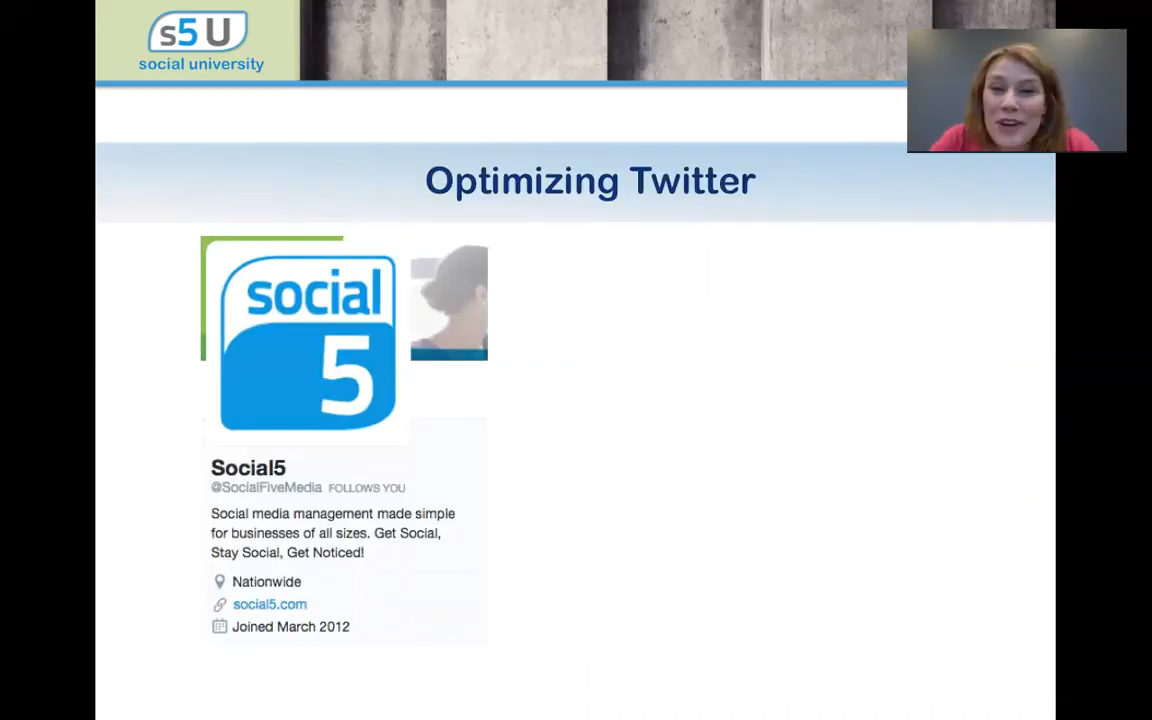 s5 U
social university
Optimizing Twitter
social
5
Social5
@SocialFiveMedia FOLLOWS YOU
Social media management made simple
for businesses of all sizes. Get Social,
Stay Social, Get Noticed!
Nationwide
social5.com
Joined March 2012